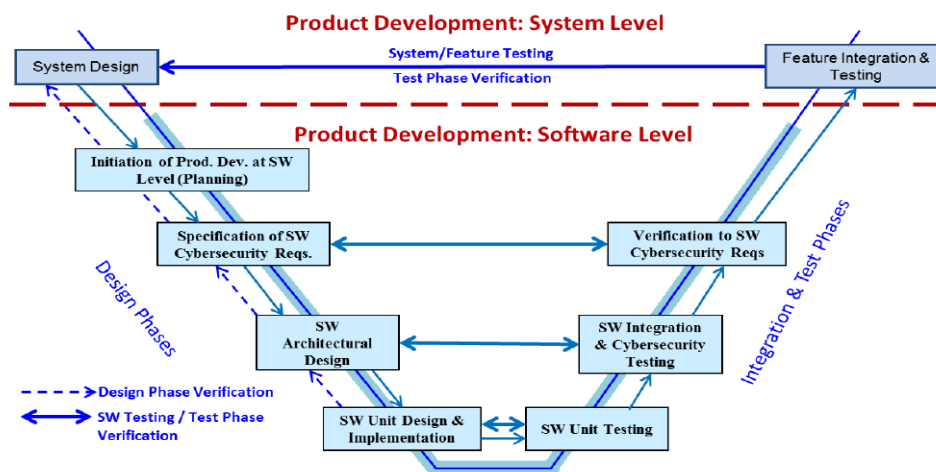 Product Development: System Level
System Design
System/Feature Testing
Test Phase Verification
Feature Integration &
Testing
Product Development: Software Level
Initiation of Prod. Dev. at SW
Level (Planning)
Specification of SW
Cybersecurity Reqs.
Verification to SW
Cybersecurity Reqs
Design Phases
Integration & Test Phases
SW
Architectural
Design
SW Integration
& Cybersecurity
Testing
Design Phase Verification
SW Testing / Test Phase
Verification
SW Unit Design &
Implementation
SW Unit Testing